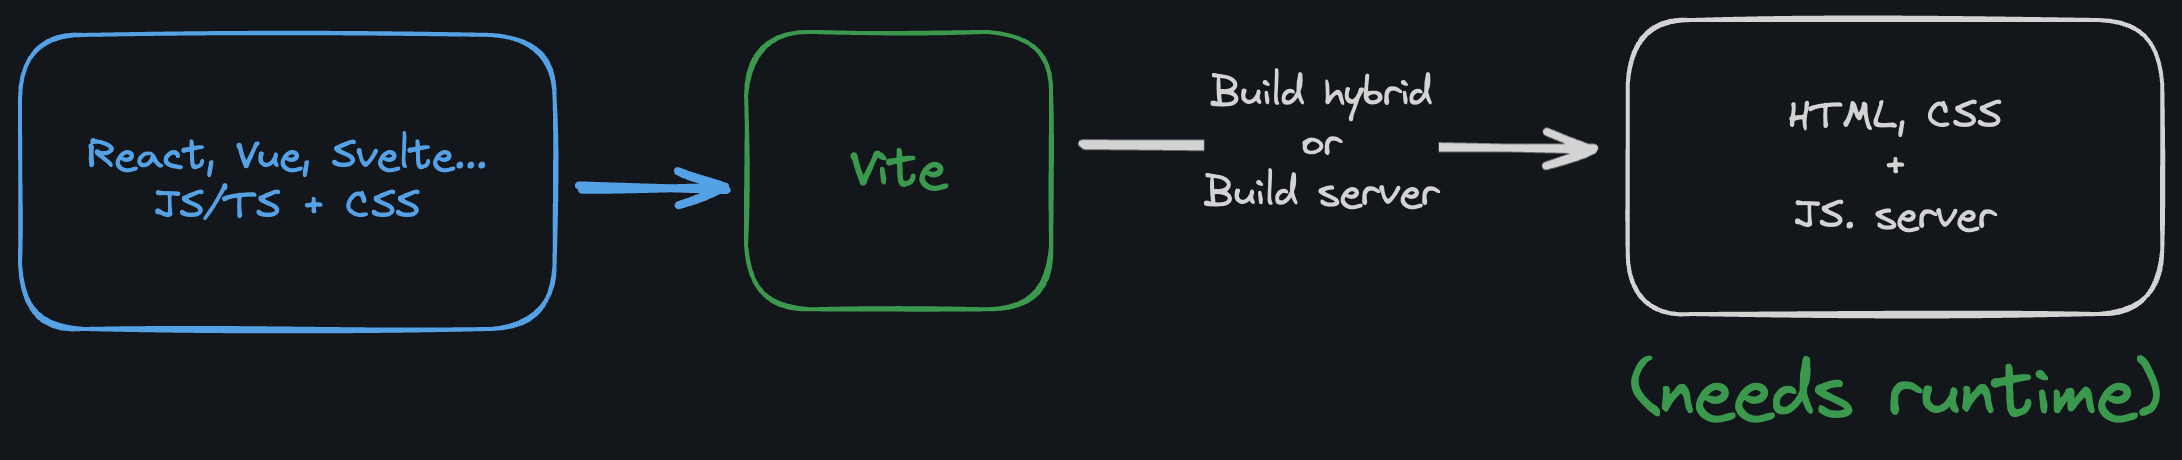 React, Vue, Svelte...
JS/TS + CSS
Vite
Build hybrid
or
Build server
HTML, CSS
+
JS. server
(needs runtime)